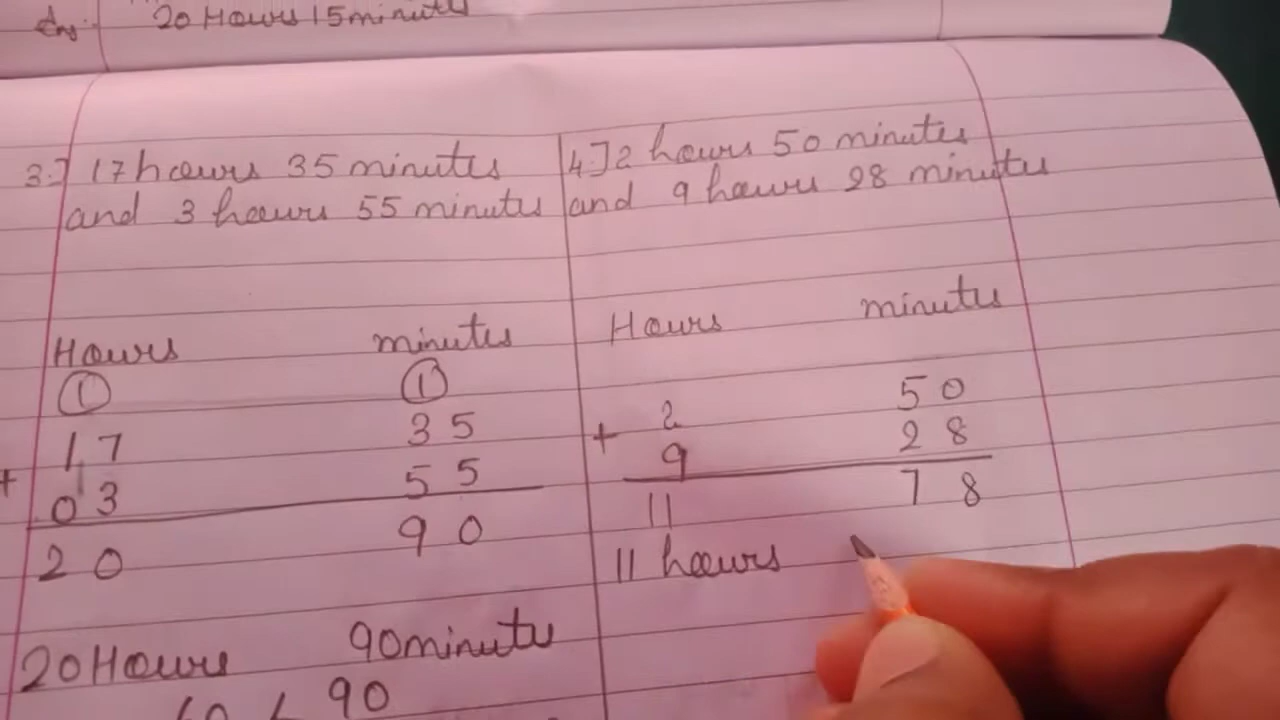 Ans: 20 Hours 15 minutes
3.] 17 hours 35 minutes
and 3 hours 55 minutes
Hours minutes
① ①
17 35
+ 03 55
20 90
20 Hours 90 minutes
60 < 90
4.] 2 hours 50 minutes
and 9 hours 28 minutes
Hours minutes
2 50
+ 9 28
11 78
11 hours